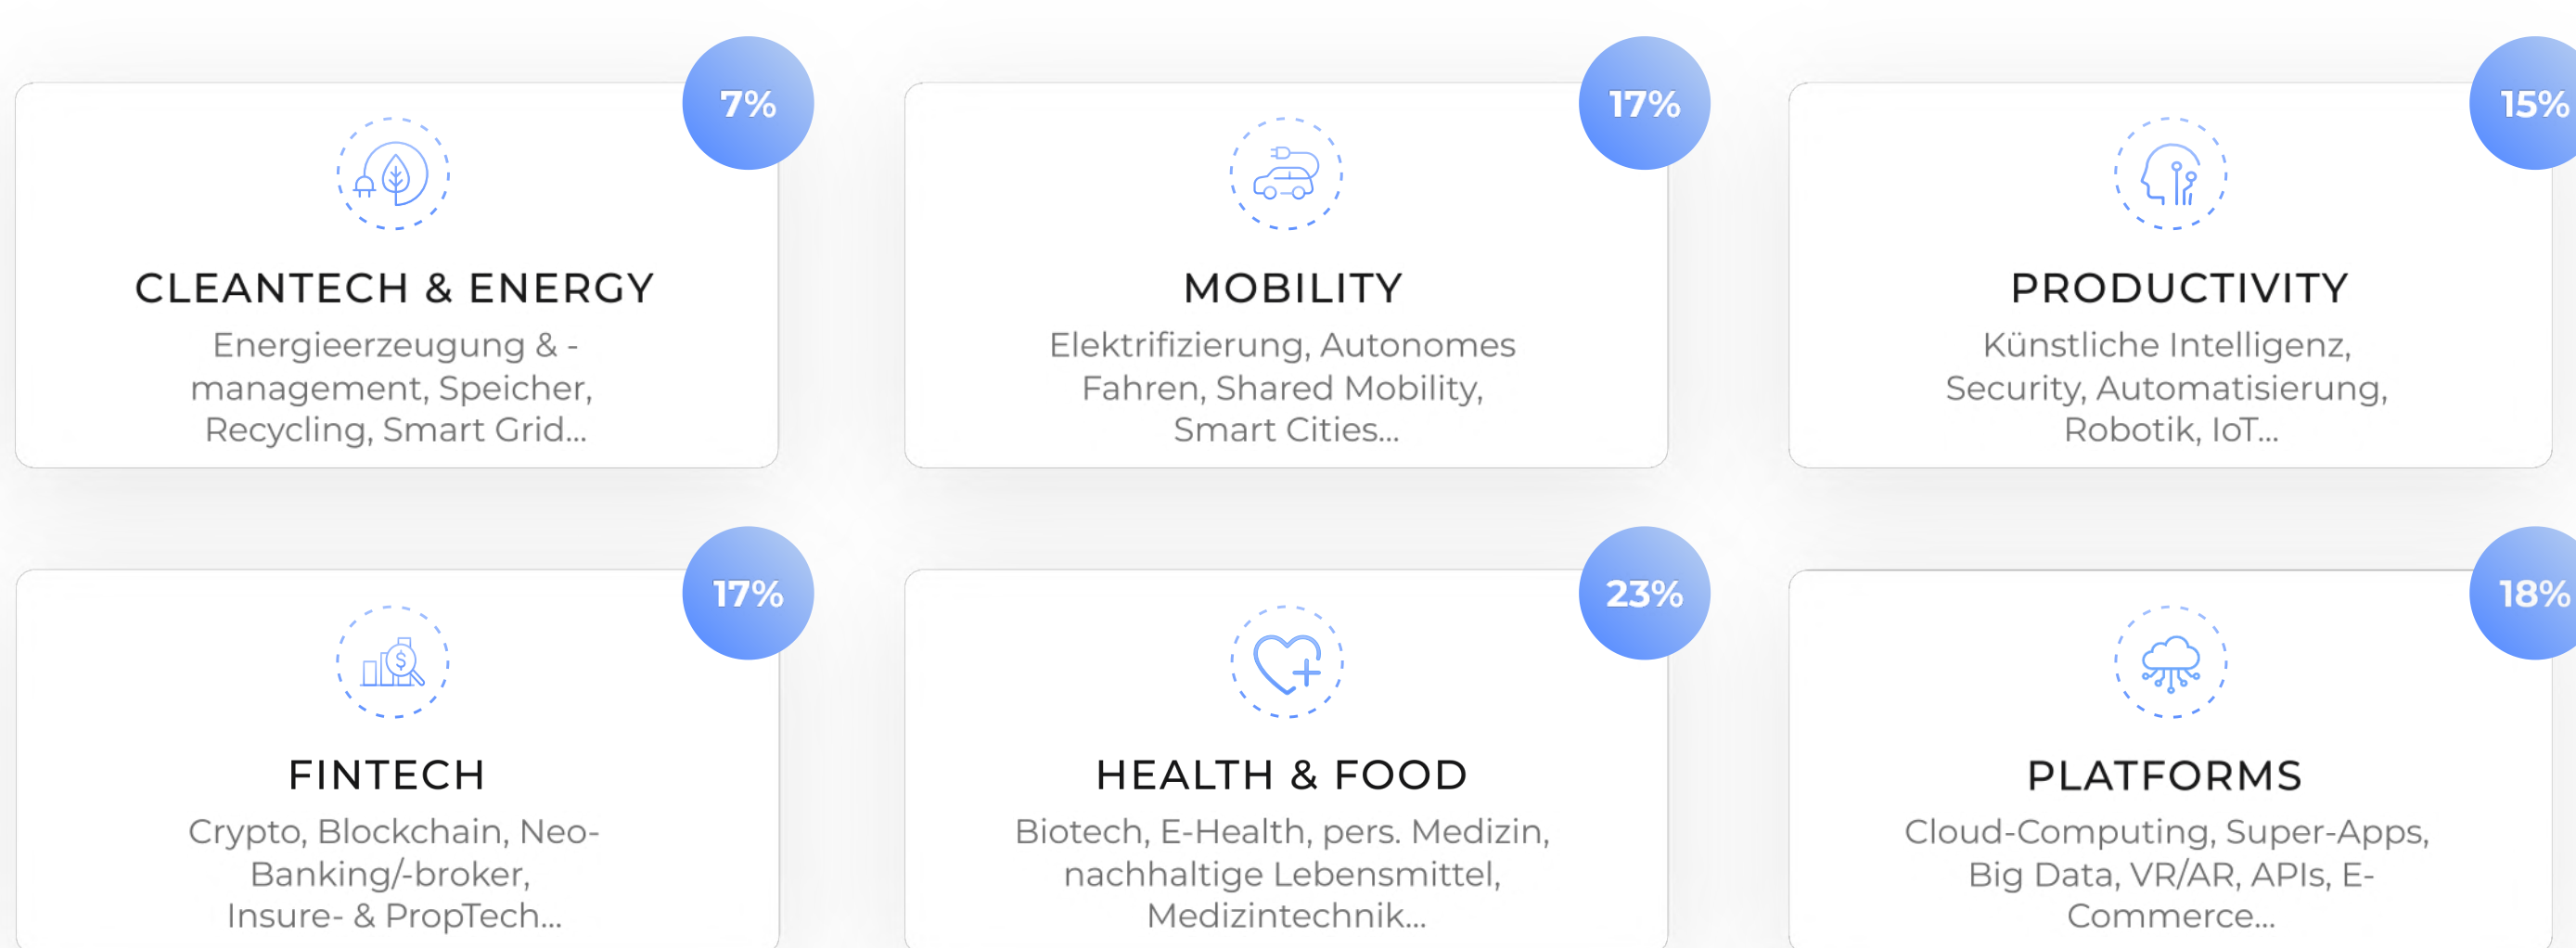 7%
CLEANTECH & ENERGY
Energieerzeugung & -
management, Speicher,
Recycling, Smart Grid...
17%
MOBILITY
Elektrifizierung, Autonomes
Fahren, Shared Mobility,
Smart Cities...
15%
PRODUCTIVITY
Künstliche Intelligenz,
Security, Automatisierung,
Robotik, IoT...
17%
$
FINTECH
Crypto, Blockchain, Neo-
Banking/-broker,
Insure- & PropTech...
23%
HEALTH & FOOD
Biotech, E-Health, pers. Medizin,
nachhaltige Lebensmittel,
Medizintechnik...
18%
PLATFORMS
Cloud-Computing, Super-Apps,
Big Data, VR/AR, APIs, E-
Commerce...